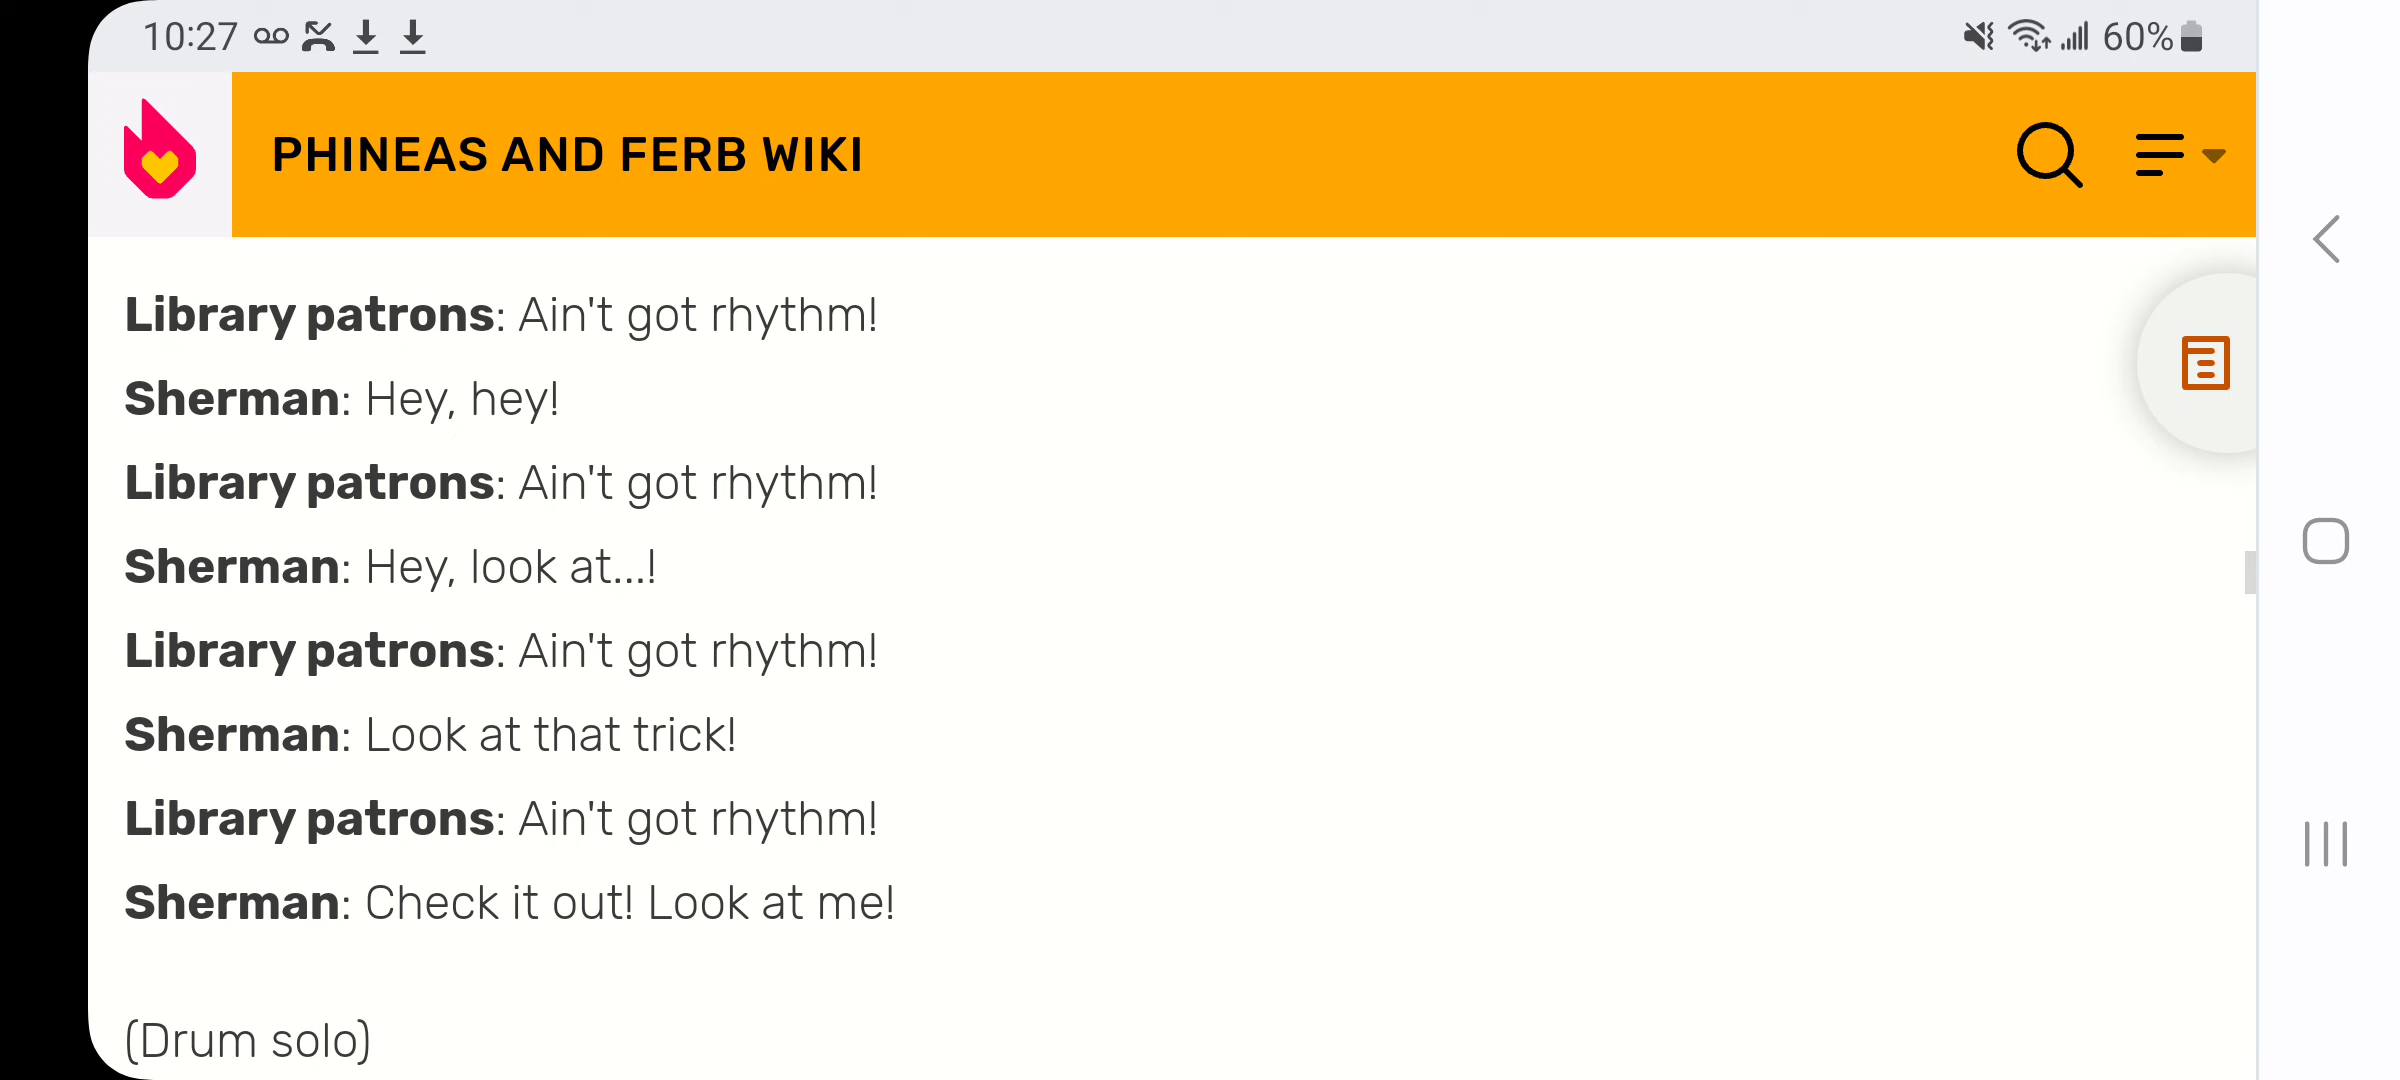 10:27 60%
PHINEAS AND FERB WIKI
Library patrons: Ain't got rhythm!
Sherman: Hey, hey!
Library patrons: Ain't got rhythm!
Sherman: Hey, look at...!
Library patrons: Ain't got rhythm!
Sherman: Look at that trick!
Library patrons: Ain't got rhythm!
Sherman: Check it out! Look at me!
(Drum solo)